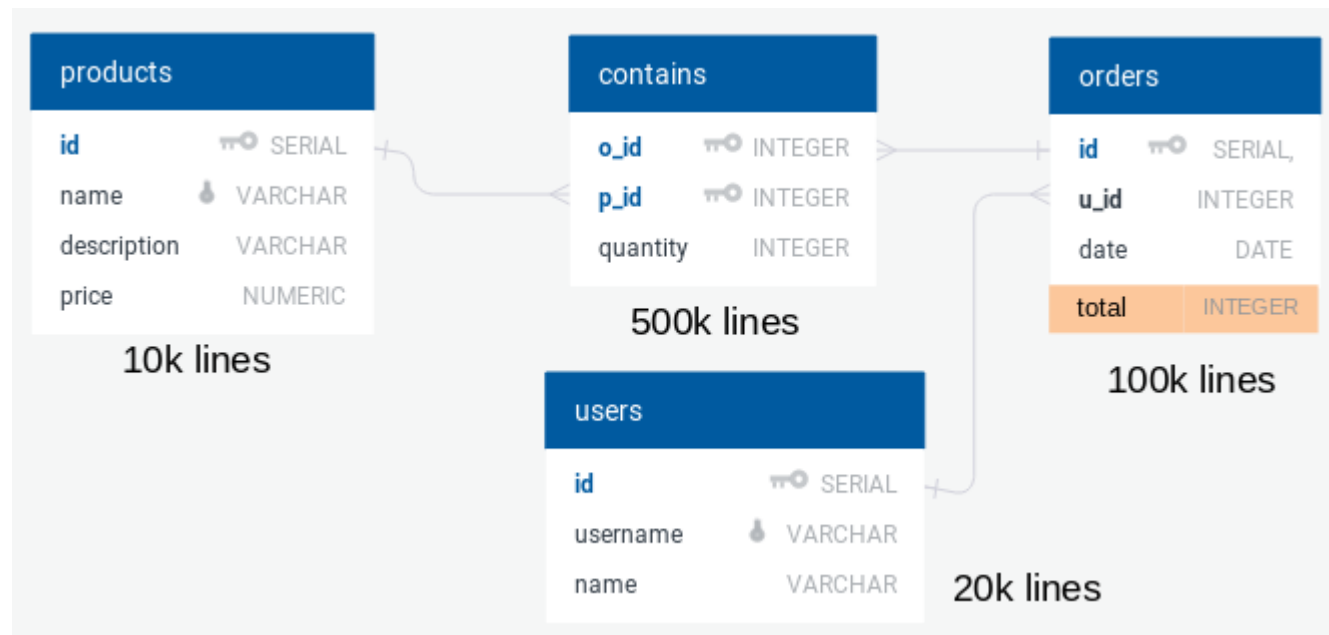 products
id SERIAL
name VARCHAR
description VARCHAR
price NUMERIC
10k lines
contains
o_id INTEGER
p_id INTEGER
quantity INTEGER
500k lines
orders
id SERIAL,
u_id INTEGER
date DATE
total INTEGER
100k lines
users
id SERIAL
username VARCHAR
name VARCHAR
20k lines